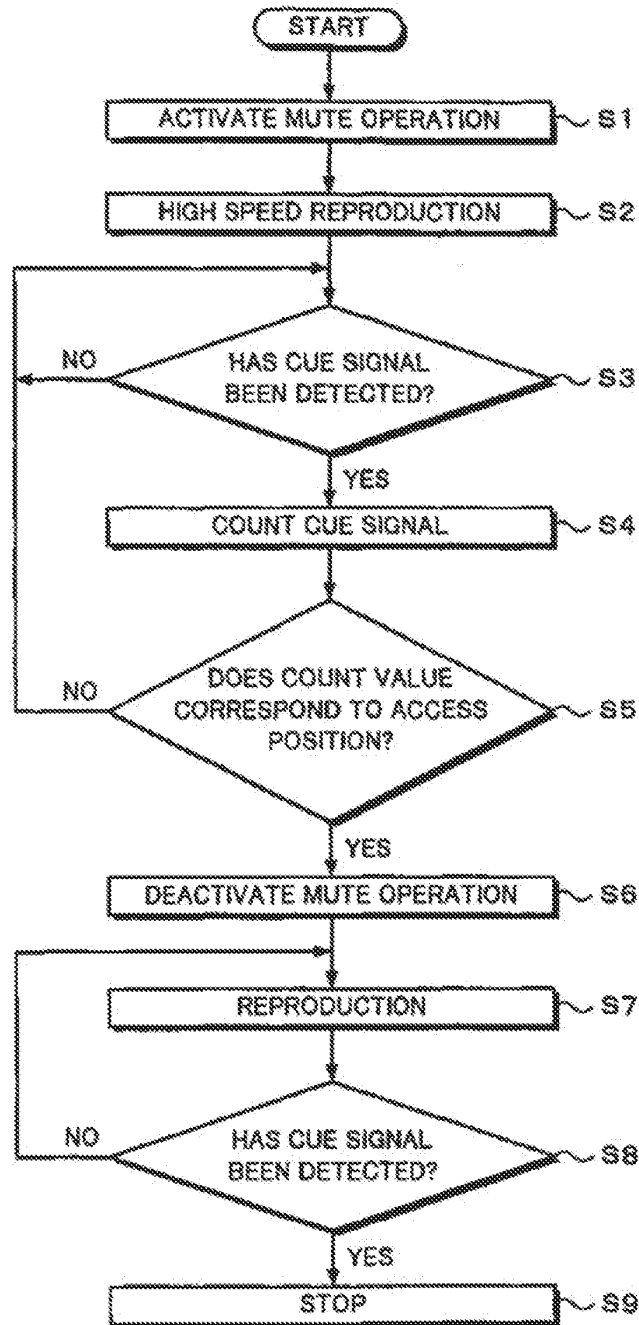 START
ACTIVATE MUTE OPERATION S1
HIGH SPEED REPRODUCTION S2
NO
HAS CUE SIGNAL
BEEN DETECTED?
S3
YES
COUNT CUE SIGNAL S4
NO
DOES COUNT VALUE
CORRESPOND TO ACCESS
POSITION?
S5
YES
DEACTIVATE MUTE OPERATION S6
REPRODUCTION S7
NO
HAS CUE SIGNAL
BEEN DETECTED?
S8
YES
STOP S9